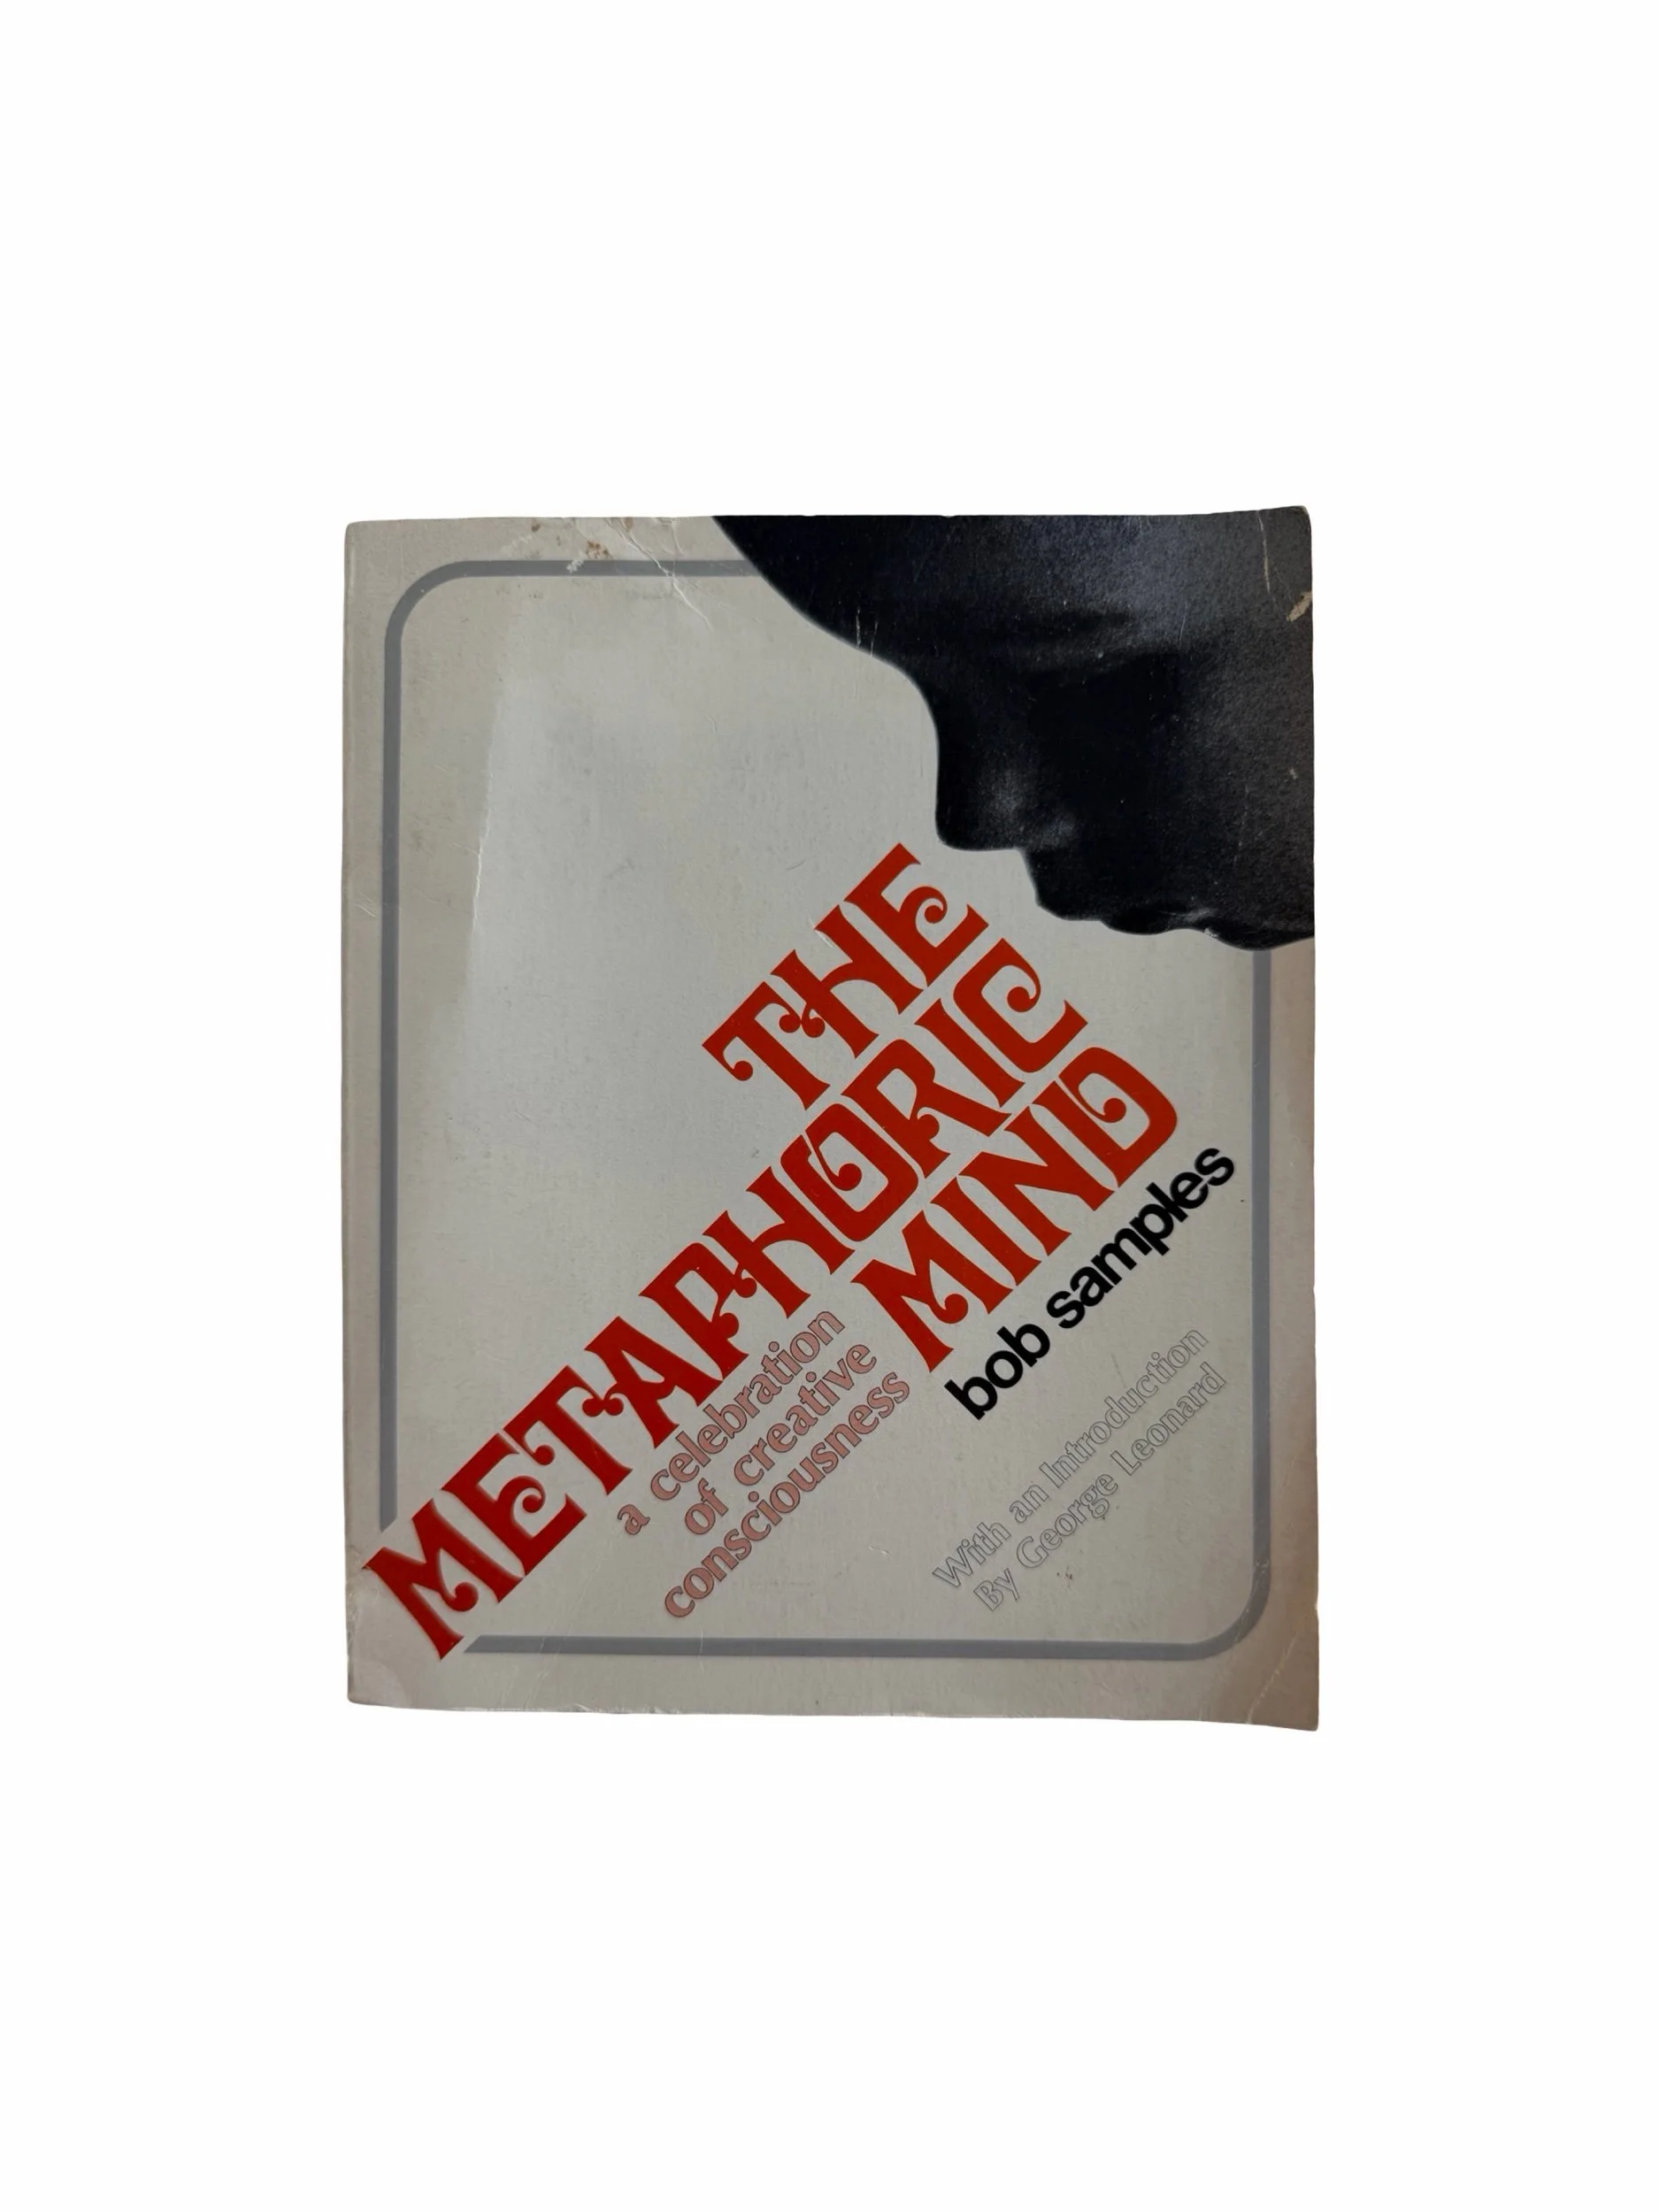 THE
METAPHORIC
MIND
bob samples
a celebration
of creative
consciousness
With an Introduction
By George Leonard